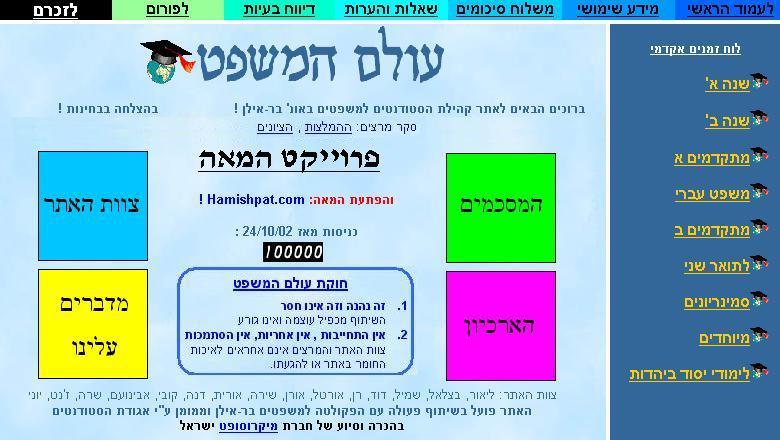 לעמוד הראשי
מידע שימושי
משלוח סיכומים
שאלות והערות
דיווח בעיות
לפורום
לזכרם
לוח זמנים אקדמי
שנה א'
שנה ב'
מתקדמים א
משפט עברי
מתקדמים ב
לתואר שני
סמינריונים
מיוחדים
לימודי יסוד ביהדות
עולם המשפט
ברוכים הבאים לאתר קהילת הסטודנטים למשפטים באונ' בר-אילן !
בהצלחה בבחינות !
סקר מרצים: ההמלצות , הציונים
פרוייקט המאה
והפתעת המאה: Hamishpat.com !
כניסות מאז 24/10/02 :
100000
המסכמים
הארכיון
צוות האתר
מדברים
עלינו
חוקת עולם המשפט
1. זה נהנה וזה אינו חסר
השיתוף מכפיל עוצמה ואינו גורע
2. אין התחייבות , אין אחריות, אין הסתמכות
צוות האתר והמרצים אינם אחראים לאיכות
החומר באתר או להגעתו.
צוות האתר: ליאור, בצלאל, שמיל, דוד, רן, אורטל, אורן, שירה, אורית, דנה, קובי, אבינועם, שרה, ז'נט, יוני
האתר פועל בשיתוף פעולה עם הפקולטה למשפטים בר-אילן וממומן ע"י אגודת הסטודנטים
בהכרה וסיוע של חברת מיקרוסופט ישראל